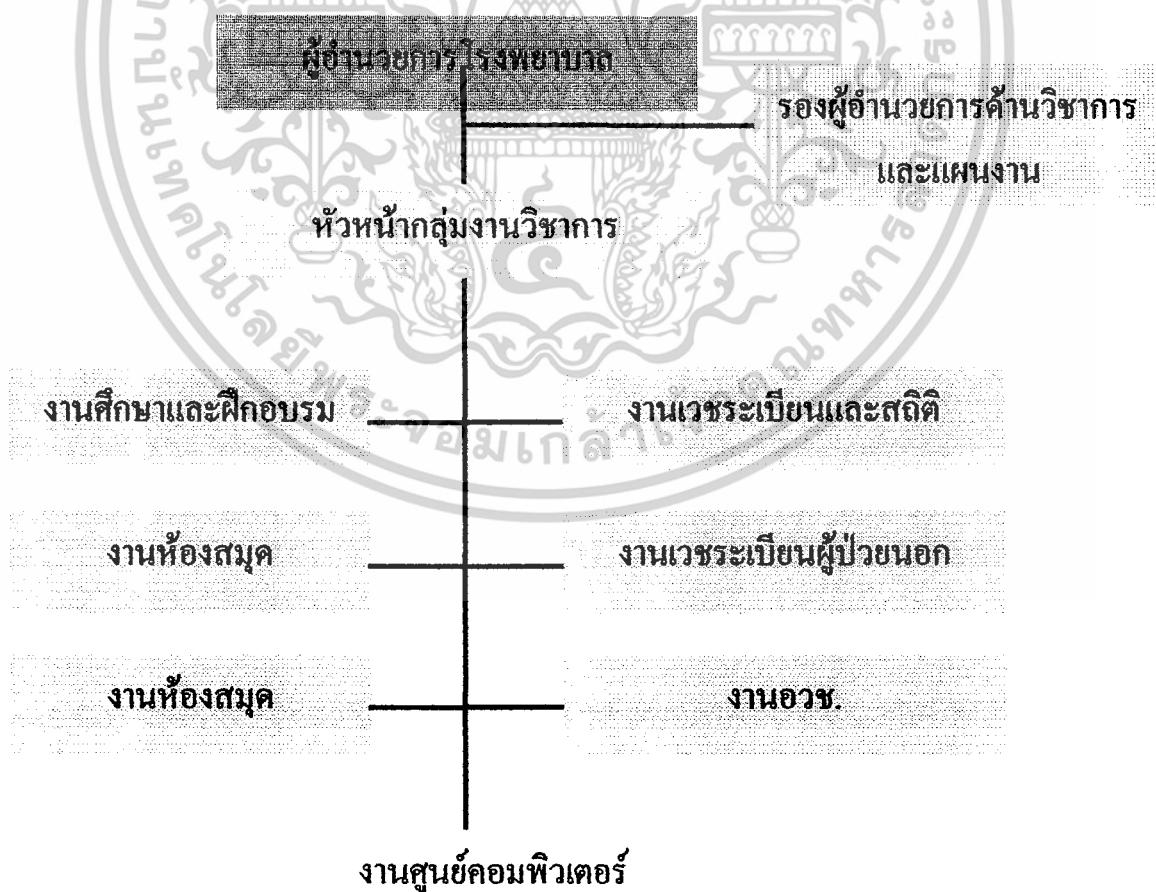 ผู้อำนวยการโรงพยาบาล
รองผู้อำนวยการด้านวิชาการ
และแผนงาน
หัวหน้ากลุ่มงานวิชาการ
งานศึกษาและฝึกอบรม
งานเวชระเบียนและสถิติ
งานห้องสมุด
งานเวชระเบียนผู้ป่วยนอก
งานห้องสมุด
งานอวช.
งานศูนย์คอมพิวเตอร์